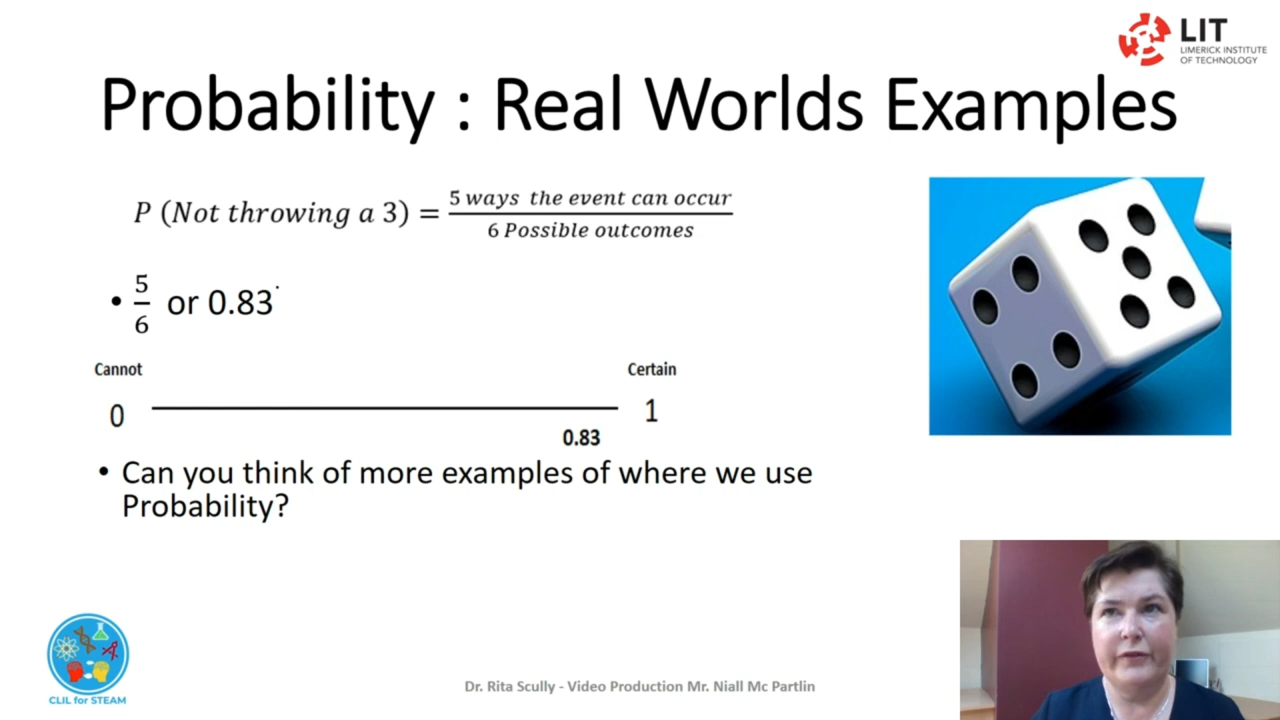 LIT
LIMERICK INSTITUTE
OF TECHNOLOGY
Probability : Real Worlds Examples
P (Not throwing a 3) = 5 ways the event can occur / 6 Possible outcomes
• 5/6 or 0.83̇
Cannot Certain
0 1
0.83
• Can you think of more examples of where we use
Probability?
CLIL for STEAM
Dr. Rita Scully - Video Production Mr. Niall Mc Partlin